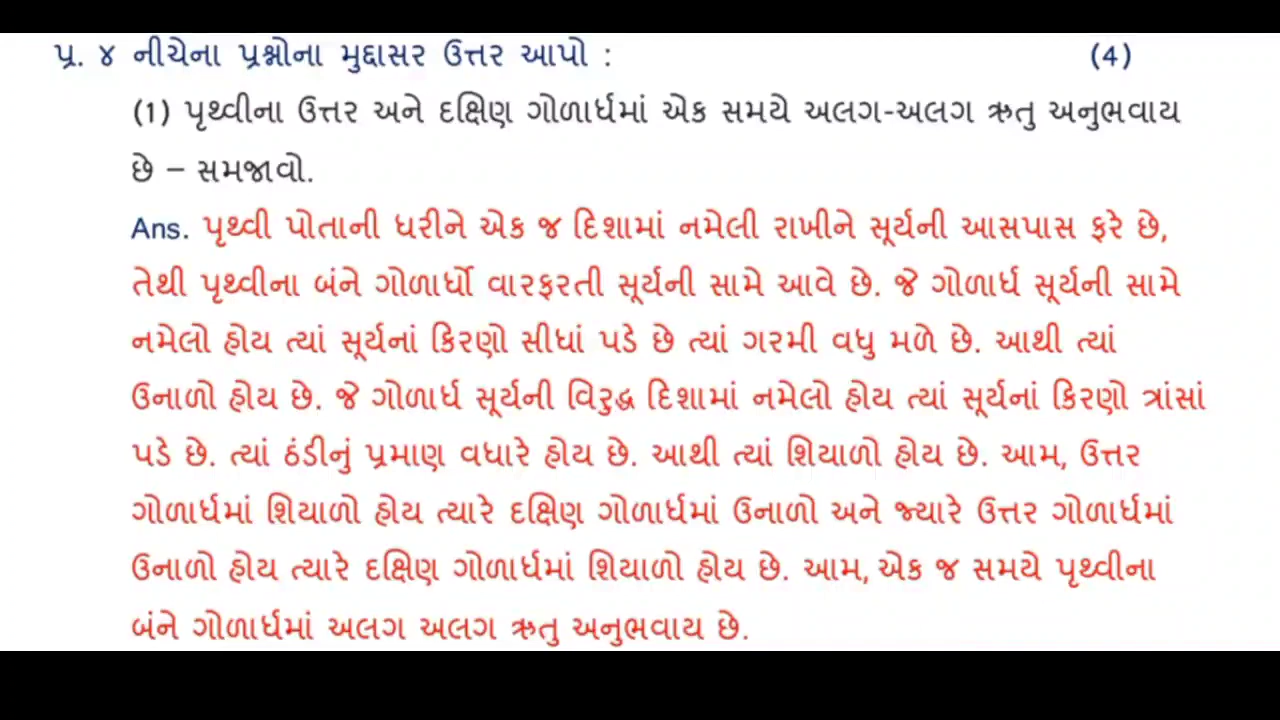 પ્ર. ૪ નીચેના પ્રશ્નોના મુદ્દાસર ઉત્તર આપો : (4)
(1) પૃથ્વીના ઉત્તર અને દક્ષિણ ગોળાર્ધમાં એક સમયે અલગ-અલગ ઋતુ અનુભવાય
છે – સમજાવો.
Ans. પૃથ્વી પોતાની ધરીને એક જ દિશામાં નમેલી રાખીને સૂર્યની આસપાસ ફરે છે,
તેથી પૃથ્વીના બંને ગોળાર્ધો વારફરતી સૂર્યની સામે આવે છે. જે ગોળાર્ધ સૂર્યની સામે
નમેલો હોય ત્યાં સૂર્યનાં કિરણો સીધાં પડે છે ત્યાં ગરમી વધુ મળે છે. આથી ત્યાં
ઉનાળો હોય છે. જે ગોળાર્ધ સૂર્યની વિરુદ્ધ દિશામાં નમેલો હોય ત્યાં સૂર્યનાં કિરણો ત્રાંસાં
પડે છે. ત્યાં ઠંડીનું પ્રમાણ વધારે હોય છે. આથી ત્યાં શિયાળો હોય છે. આમ, ઉત્તર
ગોળાર્ધમાં શિયાળો હોય ત્યારે દક્ષિણ ગોળાર્ધમાં ઉનાળો અને જ્યારે ઉત્તર ગોળાર્ધમાં
ઉનાળો હોય ત્યારે દક્ષિણ ગોળાર્ધમાં શિયાળો હોય છે. આમ, એક જ સમયે પૃથ્વીના
બંને ગોળાર્ધમાં અલગ અલગ ઋતુ અનુભવાય છે.